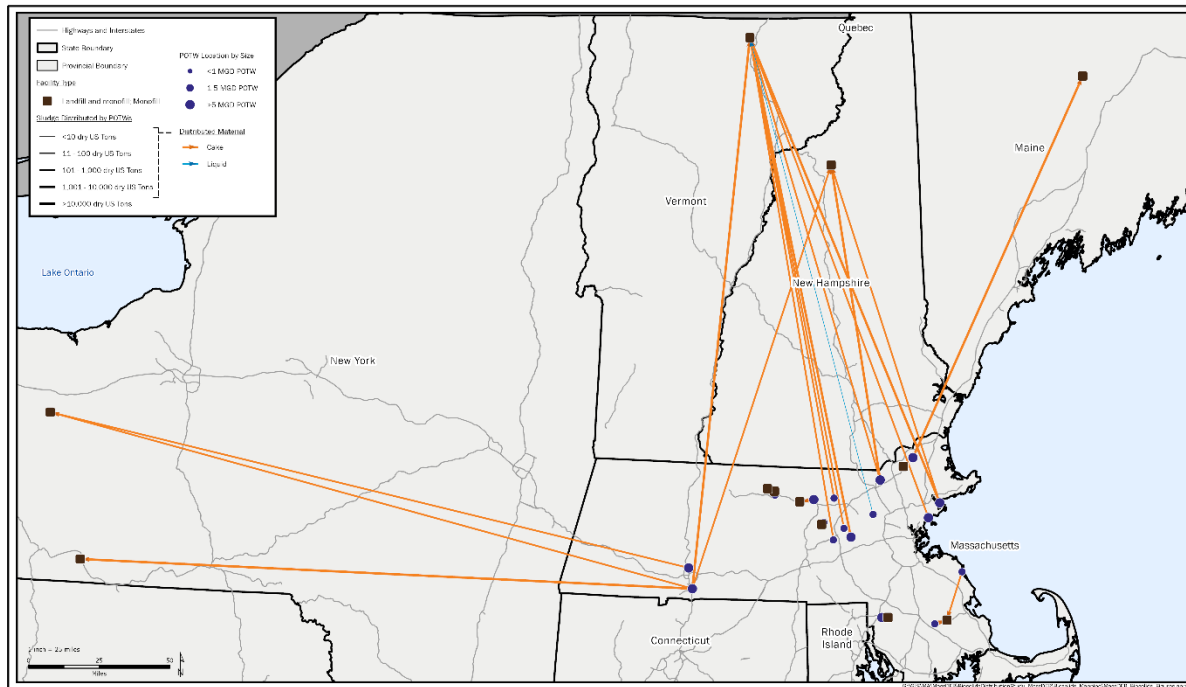 Highways and Interstates
State Boundary
Provincial Boundary
Facility Type
Landfill and monofill; Monofill
Sludge Distributed by POTWs
<10 dry US Tons
11 - 100 dry US Tons
101 - 1,000 dry US Tons
1,001 - 10,000 dry US Tons
>10,000 dry US Tons
POTW Location by Size
<1 MGD POTW
1.5 MGD POTW
>5 MGD POTW
Distributed Material
Cake
Liquid
Quebec
Maine
Vermont
Lake Ontario
New Hampshire
New York
Massachusetts
Connecticut
Rhode
Island
1 inch = 25 miles
0 25 50
Miles
N